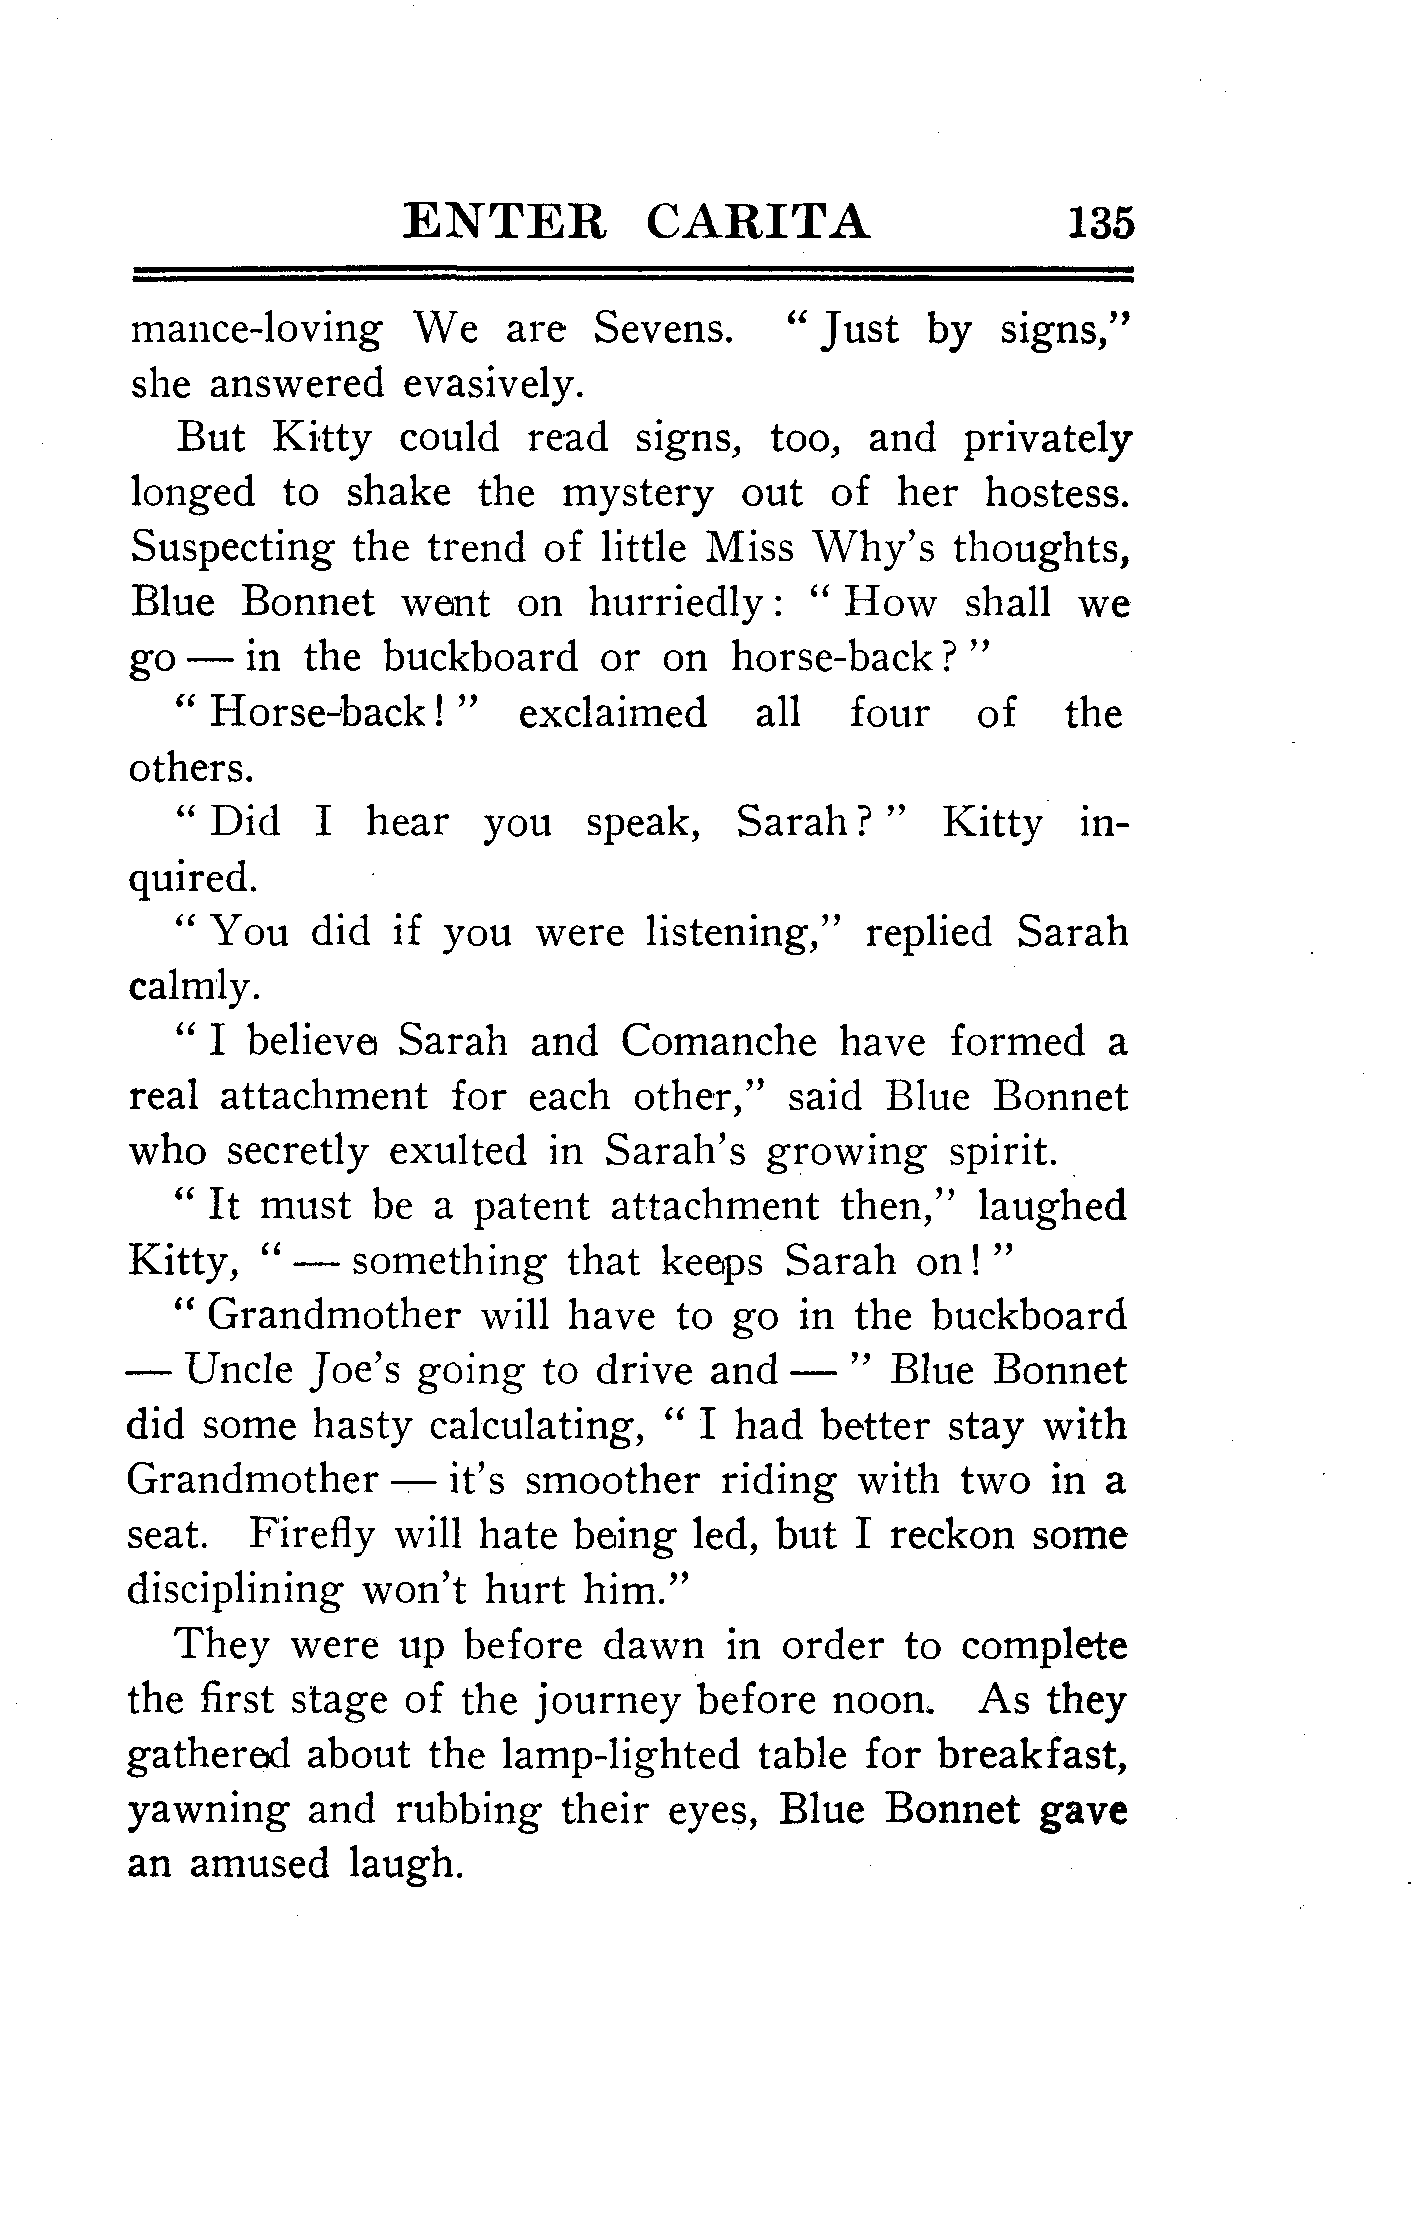 ENTER CARITA 135
mance-loving We are Sevens. " Just by signs,"
she answered evasively.
But Kitty could read signs, too, and privately
longed to shake the mystery out of her hostess.
Suspecting the trend of little Miss Why's thoughts,
Blue Bonnet went on hurriedly: " How shall we
go — in the buckboard or on horse-back? "
" Horse-back! " exclaimed all four of the
others.
" Did I hear you speak, Sarah? " Kitty in-
quired.
" You did if you were listening," replied Sarah
calmly.
" I believe Sarah and Comanche have formed a
real attachment for each other," said Blue Bonnet
who secretly exulted in Sarah's growing spirit.
" It must be a patent attachment then," laughed
Kitty, " — something that keeps Sarah on! "
" Grandmother will have to go in the buckboard
— Uncle Joe's going to drive and — " Blue Bonnet
did some hasty calculating, " I had better stay with
Grandmother — it's smoother riding with two in a
seat. Firefly will hate being led, but I reckon some
disciplining won't hurt him."
They were up before dawn in order to complete
the first stage of the journey before noon. As they
gathered about the lamp-lighted table for breakfast,
yawning and rubbing their eyes, Blue Bonnet gave
an amused laugh.